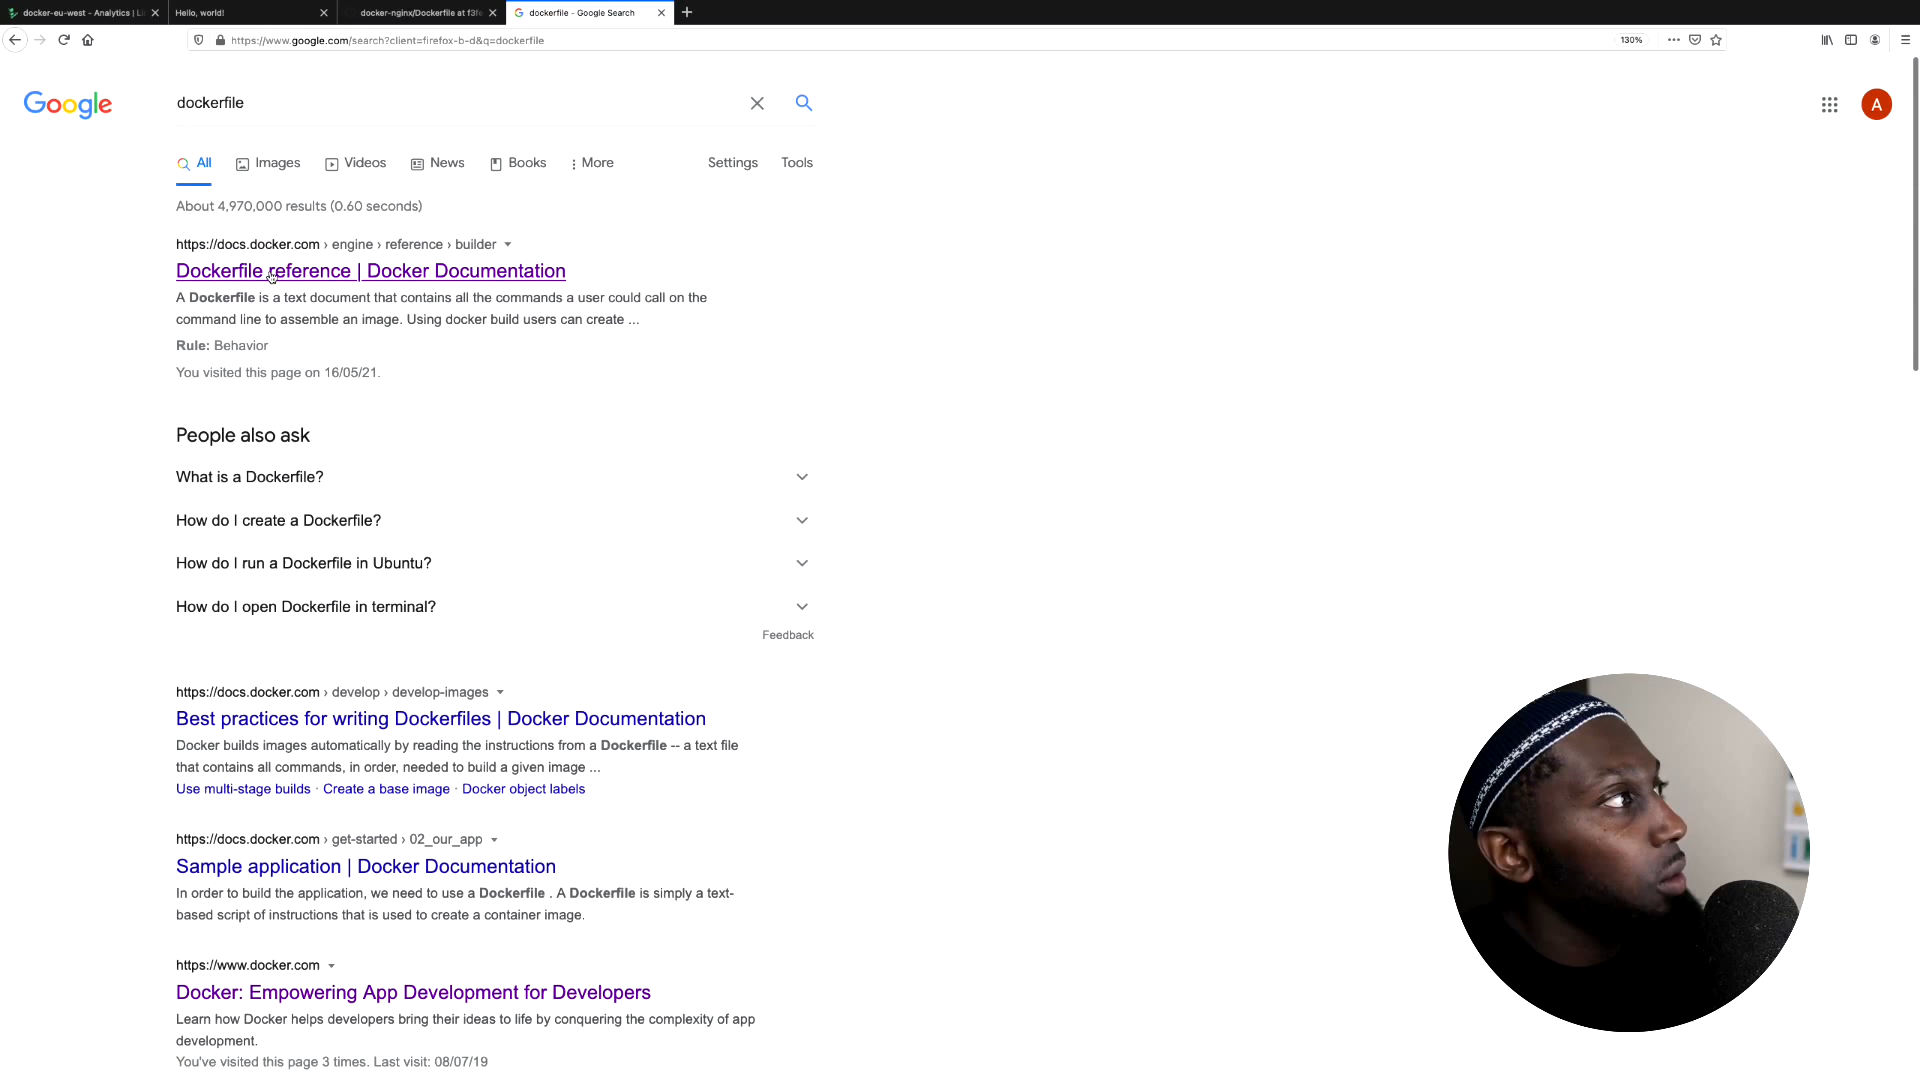 docker-eu-west - Analytics | Li
Hello, world!
docker-nginx/Dockerfile at f3fe
dockerfile - Google Search
https://www.google.com/search?client=firefox-b-d&q=dockerfile
130%
Google
dockerfile
A
All
Images
Videos
News
Books
More
Settings
Tools
About 4,970,000 results (0.60 seconds)
https://docs.docker.com › engine › reference › builder
Dockerfile reference | Docker Documentation
A Dockerfile is a text document that contains all the commands a user could call on the
command line to assemble an image. Using docker build users can create ...
Rule: Behavior
You visited this page on 16/05/21.
People also ask
What is a Dockerfile?
How do I create a Dockerfile?
How do I run a Dockerfile in Ubuntu?
How do I open Dockerfile in terminal?
Feedback
https://docs.docker.com › develop › develop-images
Best practices for writing Dockerfiles | Docker Documentation
Docker builds images automatically by reading the instructions from a Dockerfile -- a text file
that contains all commands, in order, needed to build a given image ...
Use multi-stage builds · Create a base image · Docker object labels
https://docs.docker.com › get-started › 02_our_app
Sample application | Docker Documentation
In order to build the application, we need to use a Dockerfile . A Dockerfile is simply a text-
based script of instructions that is used to create a container image.
https://www.docker.com
Docker: Empowering App Development for Developers
Learn how Docker helps developers bring their ideas to life by conquering the complexity of app
development.
You've visited this page 3 times. Last visit: 08/07/19